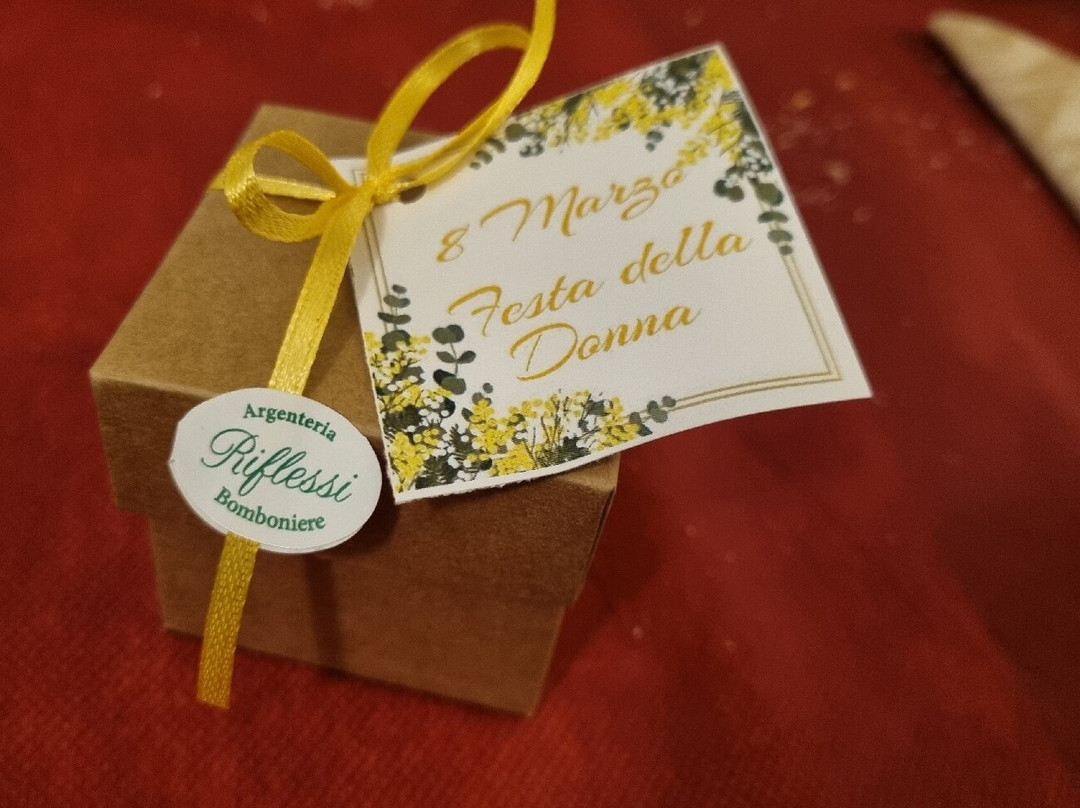 8 Marzo
Festa della
Donna
Argenteria
Riflessi
Bomboniere